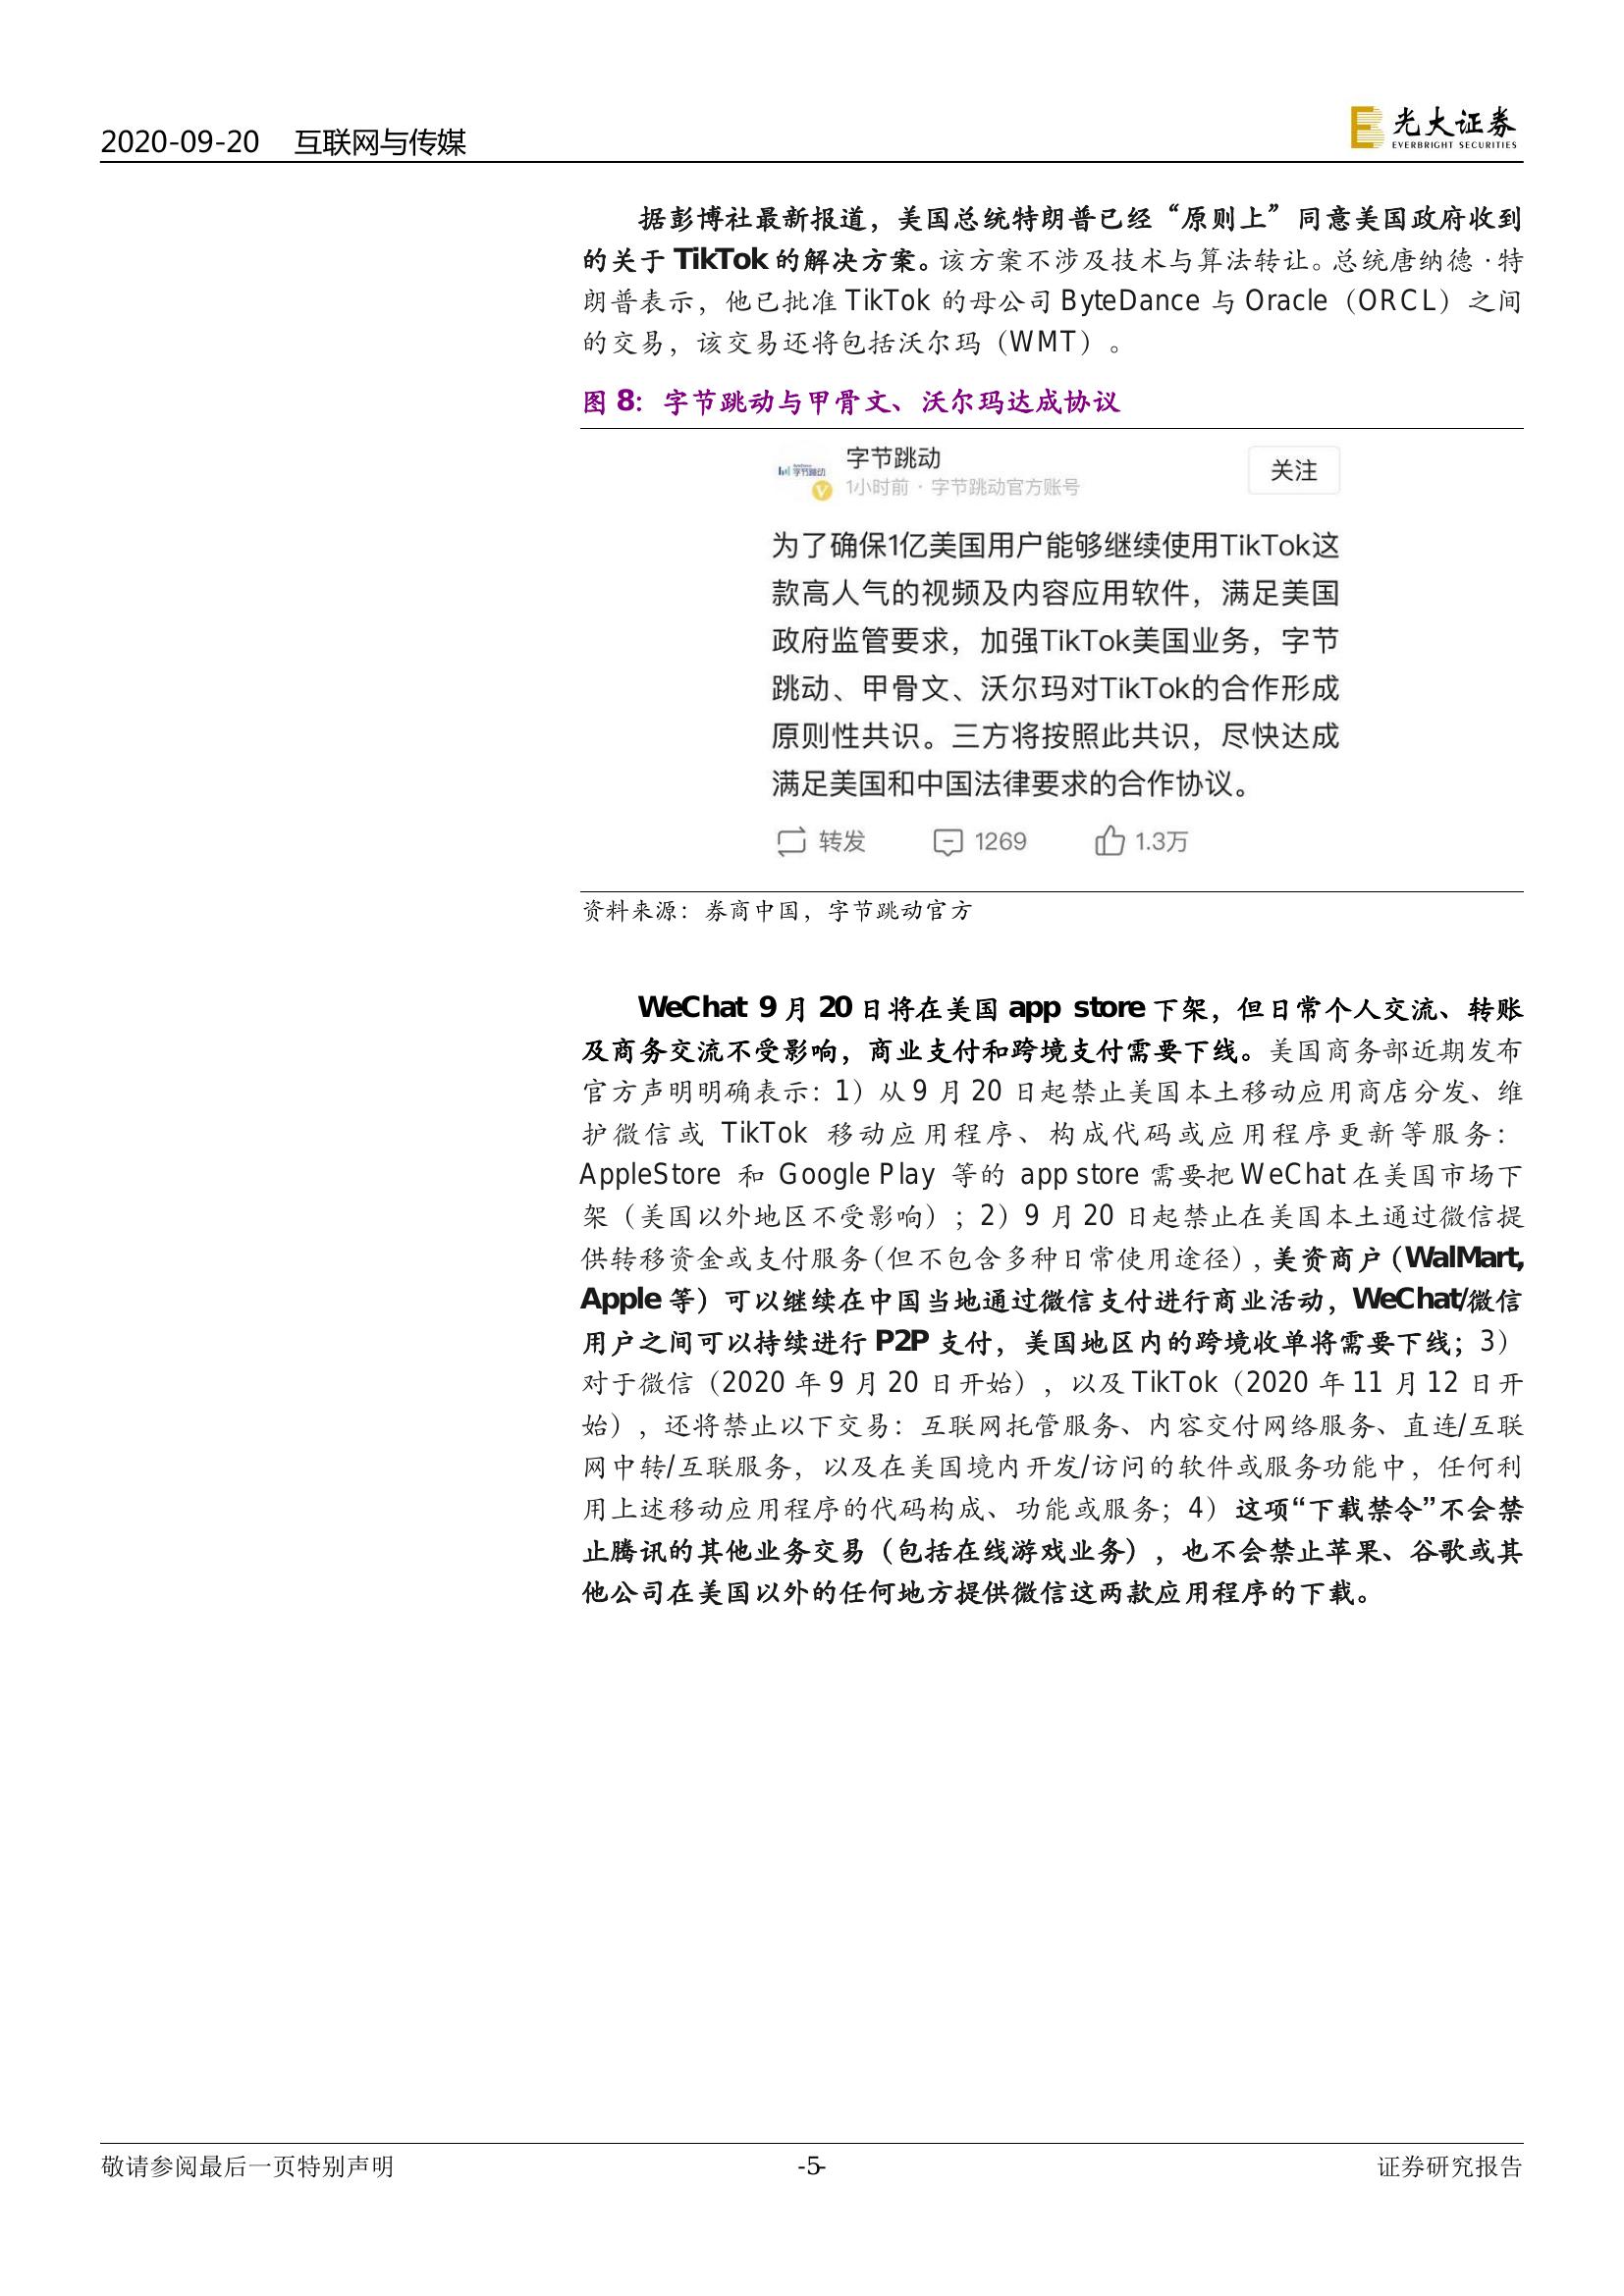 2020-09-20 互联网与传媒
光大证券
EVERBRIGHT SECURITIES
据彭博社最新报道，美国总统特朗普已经“原则上”同意美国政府收到
的关于 TikTok 的解决方案。该方案不涉及技术与算法转让。总统唐纳德·特
朗普表示，他已批准 TikTok 的母公司 ByteDance 与 Oracle（ORCL）之间
的交易，该交易还将包括沃尔玛（WMT）。
图 8：字节跳动与甲骨文、沃尔玛达成协议
字节跳动
关注
字节跳动
1小时前 · 字节跳动官方账号
为了确保1亿美国用户能够继续使用TikTok这
款高人气的视频及内容应用软件，满足美国
政府监管要求，加强TikTok美国业务，字节
跳动、甲骨文、沃尔玛对TikTok的合作形成
原则性共识。三方将按照此共识，尽快达成
满足美国和中国法律要求的合作协议。
转发 1269 1.3万
资料来源：券商中国，字节跳动官方
WeChat 9 月 20 日将在美国 app store 下架，但日常个人交流、转账
及商务交流不受影响，商业支付和跨境支付需要下线。美国商务部近期发布
官方声明明确表示：1）从 9 月 20 日起禁止美国本土移动应用商店分发、维
护微信或 TikTok 移动应用程序、构成代码或应用程序更新等服务：
AppleStore 和 Google Play 等的 app store 需要把 WeChat 在美国市场下
架（美国以外地区不受影响）；2）9 月 20 日起禁止在美国本土通过微信提
供转移资金或支付服务（但不包含多种日常使用途径），美资商户（WalMart,
Apple 等）可以继续在中国当地通过微信支付进行商业活动，WeChat/微信
用户之间可以持续进行 P2P 支付，美国地区内的跨境收单将需要下线；3）
对于微信（2020 年 9 月 20 日开始），以及 TikTok（2020 年 11 月 12 日开
始），还将禁止以下交易：互联网托管服务、内容交付网络服务、直连/互联
网中转/互联服务，以及在美国境内开发/访问的软件或服务功能中，任何利
用上述移动应用程序的代码构成、功能或服务；4）这项“下载禁令”不会禁
止腾讯的其他业务交易（包括在线游戏业务），也不会禁止苹果、谷歌或其
他公司在美国以外的任何地方提供微信这两款应用程序的下载。
敬请参阅最后一页特别声明 -5- 证券研究报告